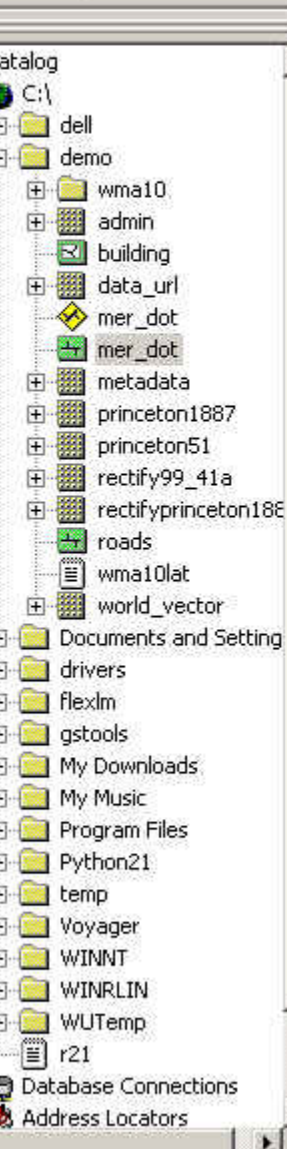 atalog
C:\
dell
demo
wma10
admin
building
data_url
mer_dot
mer_dot
metadata
princeton1887
princeton51
rectify99_41a
rectifyprinceton188
roads
wma10lat
world_vector
Documents and Setting
drivers
flexlm
gstools
My Downloads
My Music
Program Files
Python21
temp
Voyager
WINNT
WINRLIN
WUTemp
r21
Database Connections
Address Locators